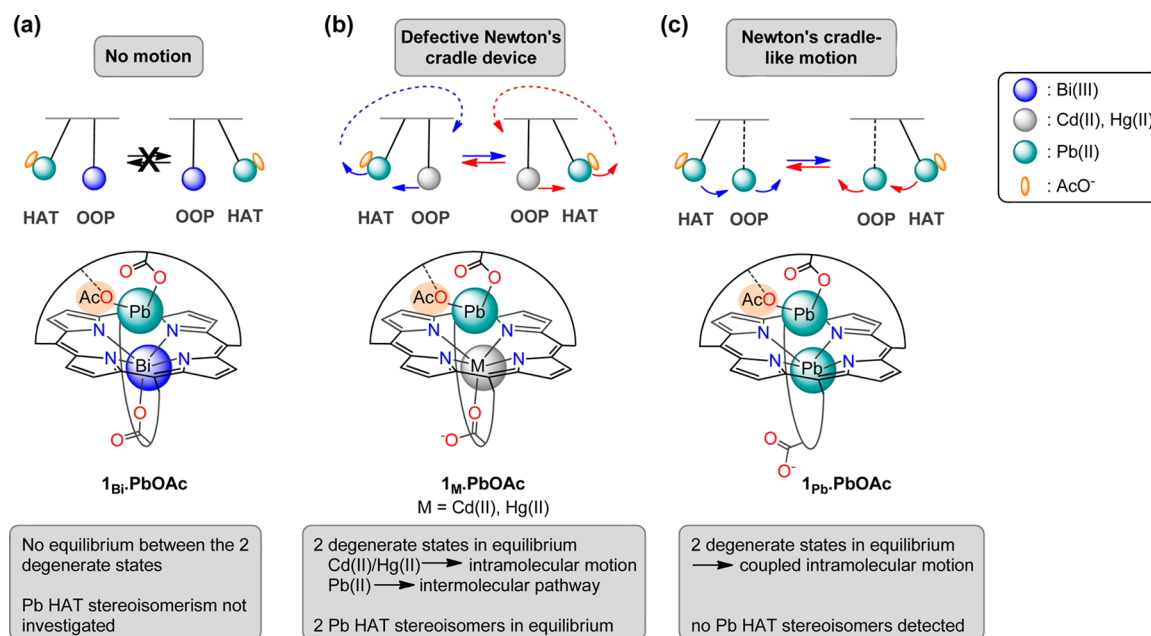 (a)
No motion
HAT OOP
X
OOP HAT
AcO
Pb
O
O
N
N
N
N
Bi
O
O
1Bi.PbOAc
No equilibrium between the 2
degenerate states
Pb HAT stereoisomerism not
investigated
(b)
Defective Newton's
cradle device
HAT OOP
OOP HAT
AcO
Pb
O
O
N
N
N
N
M
O
-O
1M.PbOAc
M = Cd(II), Hg(II)
2 degenerate states in equilibrium
Cd(II)/Hg(II) → intramolecular motion
Pb(II) → intermolecular pathway
2 Pb HAT stereoisomers in equilibrium
(c)
Newton's cradle-
like motion
HAT OOP
OOP HAT
AcO
Pb
O
O
N
N
N
N
Pb
O
O-
1Pb.PbOAc
2 degenerate states in equilibrium
→ coupled intramolecular motion
no Pb HAT stereoisomers detected
: Bi(III)
: Cd(II), Hg(II)
: Pb(II)
: AcO-